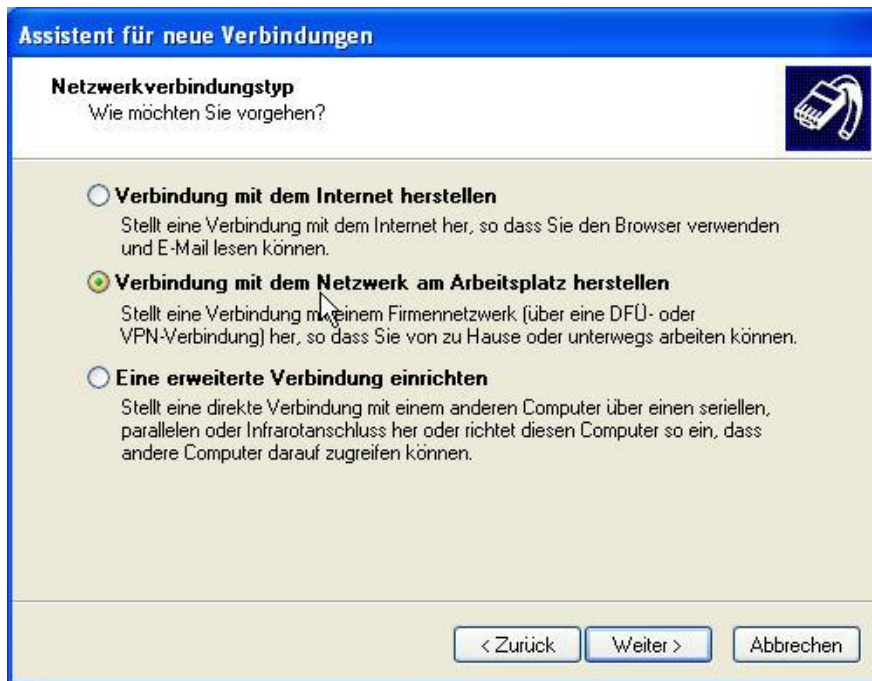 Assistent für neue Verbindungen
Netzwerkverbindungstyp
Wie möchten Sie vorgehen?
Verbindung mit dem Internet herstellen
Stellt eine Verbindung mit dem Internet her, so dass Sie den Browser verwenden
und E-Mail lesen können.
Verbindung mit dem Netzwerk am Arbeitsplatz herstellen
Stellt eine Verbindung mit einem Firmennetzwerk (über eine DFÜ- oder
VPN-Verbindung) her, so dass Sie von zu Hause oder unterwegs arbeiten können.
Eine erweiterte Verbindung einrichten
Stellt eine direkte Verbindung mit einem anderen Computer über einen seriellen,
parallelen oder Infrarotanschluss her oder richtet diesen Computer so ein, dass
andere Computer darauf zugreifen können.
< Zurück Weiter > Abbrechen